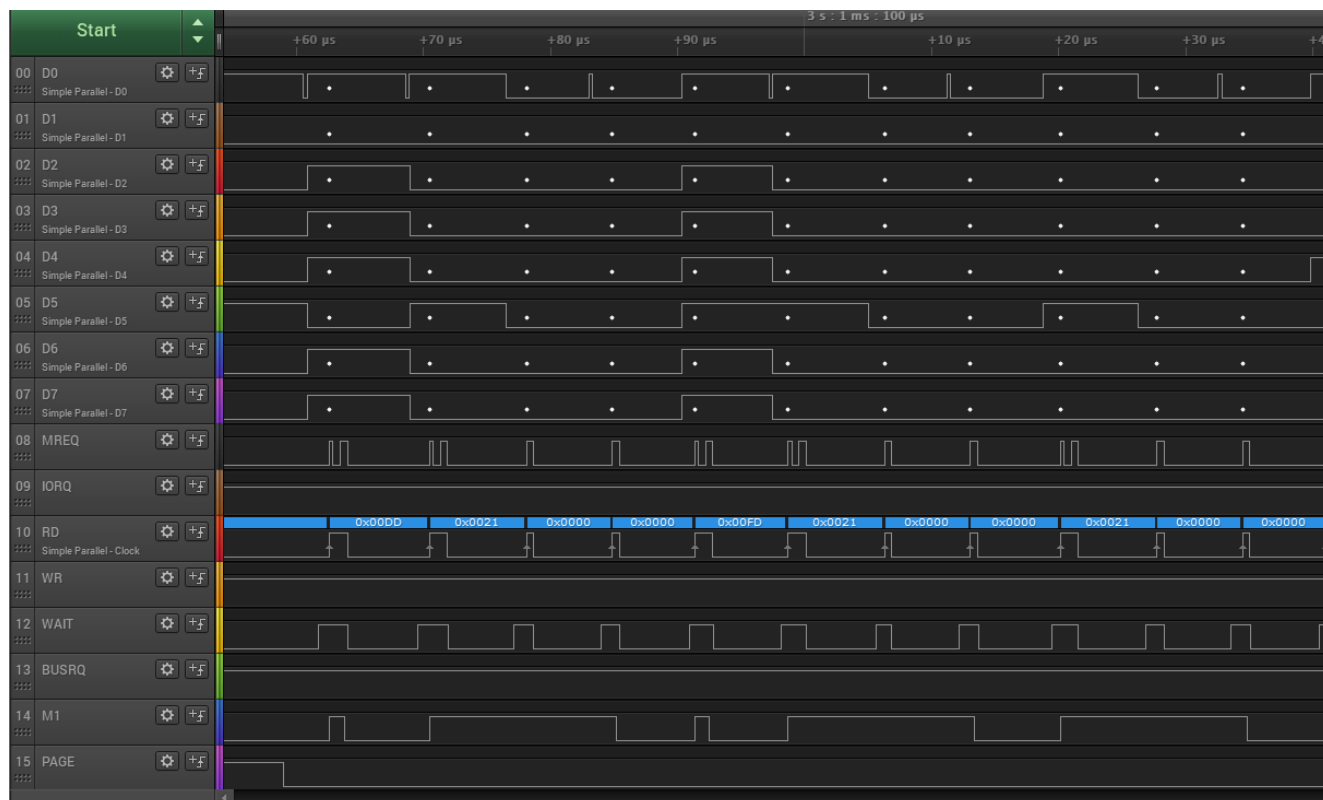 Start
3 s : 1 ms : 100 µs
+60 µs +70 µs +80 µs +90 µs +10 µs +20 µs +30 µs +4
00 D0
Simple Parallel - D0
01 D1
Simple Parallel - D1
02 D2
Simple Parallel - D2
03 D3
Simple Parallel - D3
04 D4
Simple Parallel - D4
05 D5
Simple Parallel - D5
06 D6
Simple Parallel - D6
07 D7
Simple Parallel - D7
08 MREQ
09 IORQ
0x00DD 0x0021 0x0000 0x0000 0x00FD 0x0021 0x0000 0x0000 0x0021 0x0000 0x0000
10 RD
Simple Parallel - Clock
11 WR
12 WAIT
13 BUSRQ
14 M1
15 PAGE